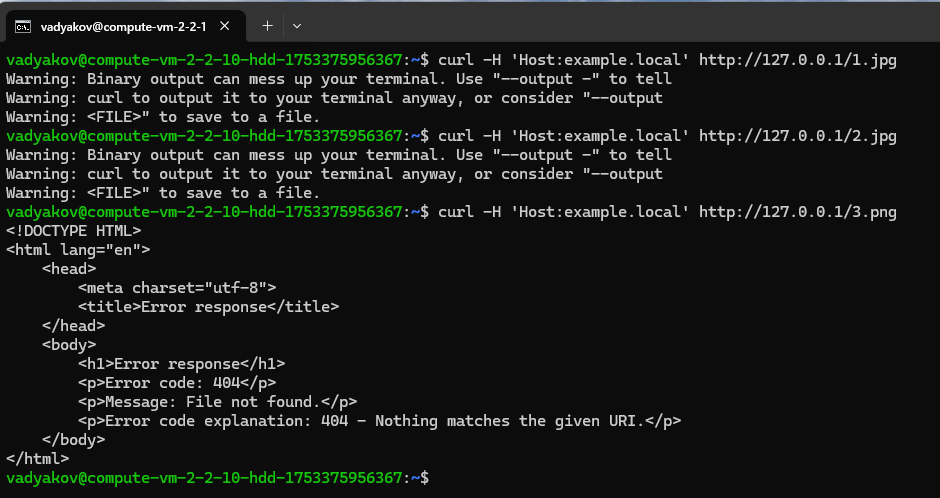 vadyakov@compute-vm-2-2-1
vadyakov@compute-vm-2-2-10-hdd-1753375956367:~$ curl -H 'Host:example.local' http://127.0.0.1/1.jpg
Warning: Binary output can mess up your terminal. Use "--output -" to tell
Warning: curl to output it to your terminal anyway, or consider "--output
Warning: <FILE>" to save to a file.
vadyakov@compute-vm-2-2-10-hdd-1753375956367:~$ curl -H 'Host:example.local' http://127.0.0.1/2.jpg
Warning: Binary output can mess up your terminal. Use "--output -" to tell
Warning: curl to output it to your terminal anyway, or consider "--output
Warning: <FILE>" to save to a file.
vadyakov@compute-vm-2-2-10-hdd-1753375956367:~$ curl -H 'Host:example.local' http://127.0.0.1/3.png
<!DOCTYPE HTML>
<html lang="en">
    <head>
        <meta charset="utf-8">
        <title>Error response</title>
    </head>
    <body>
        <h1>Error response</h1>
        <p>Error code: 404</p>
        <p>Message: File not found.</p>
        <p>Error code explanation: 404 - Nothing matches the given URI.</p>
    </body>
</html>
vadyakov@compute-vm-2-2-10-hdd-1753375956367:~$